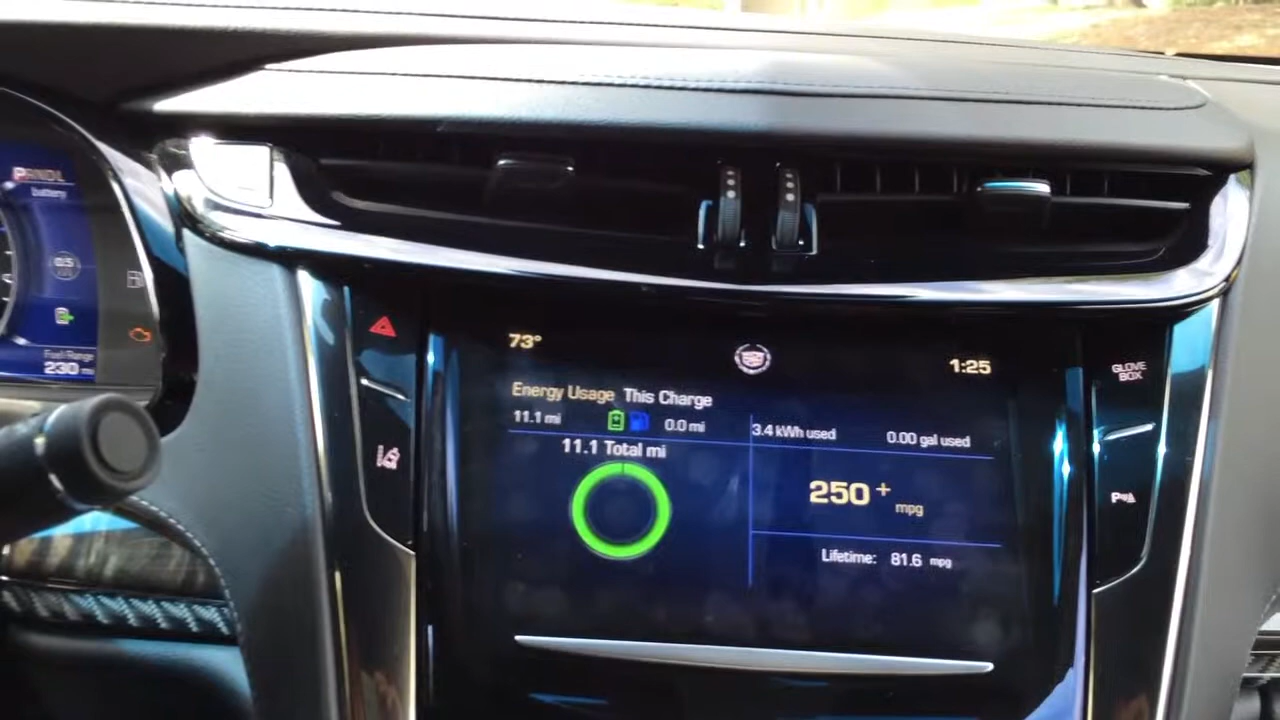 PRNDL
battery
0.5
Fuel Range
230 mi
73°
1:25
Energy Usage This Charge
11.1 mi
0.0 mi
3.4 kWh used
0.00 gal used
11.1 Total mi
250+
mpg
Lifetime: 81.6 mpg
GLOVE
BOX